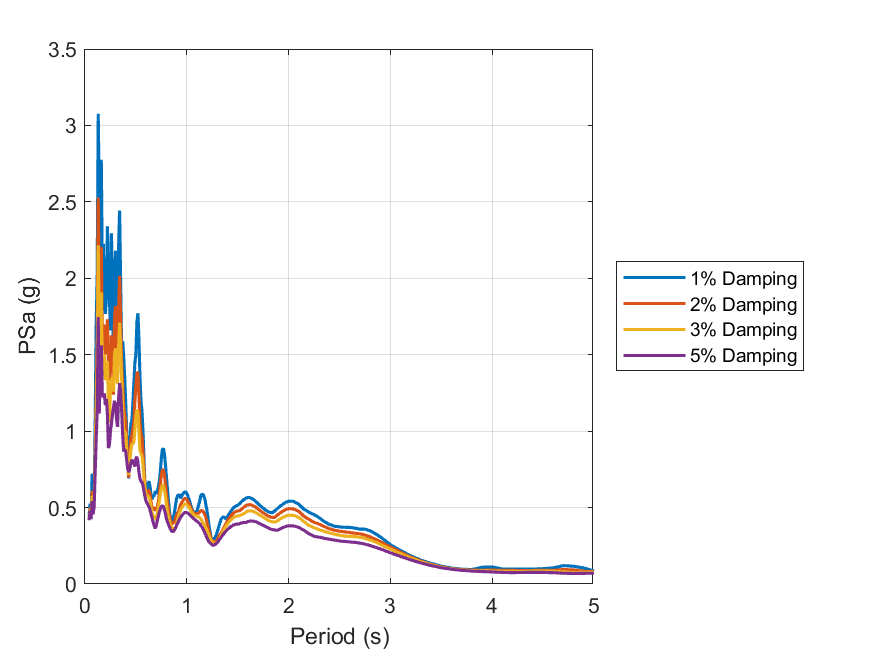 3.5
3
2.5
2
1.5
1
0.5
0
0 1 2 3 4 5
PSa (g)
Period (s)
1% Damping
2% Damping
3% Damping
5% Damping